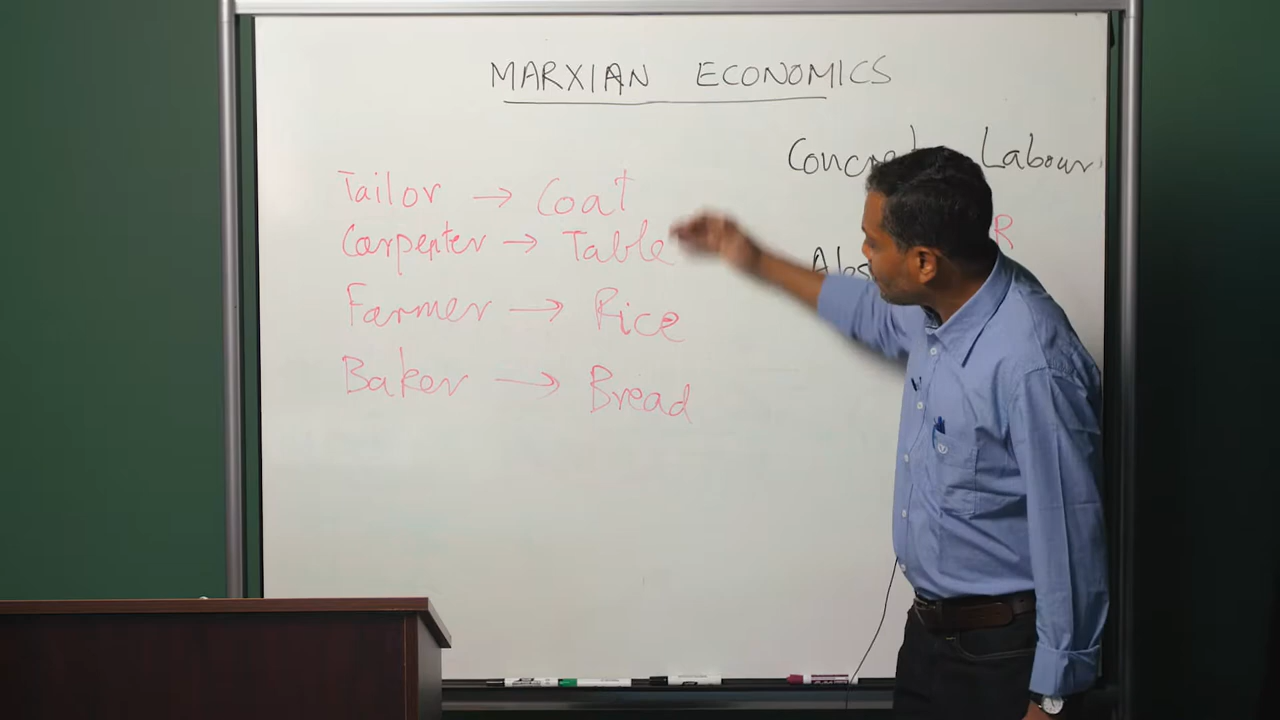 MARXIAN ECONOMICS
Labour
Tailor → Coat
Carpenter → Table
Farmer → Rice
Baker → Bread